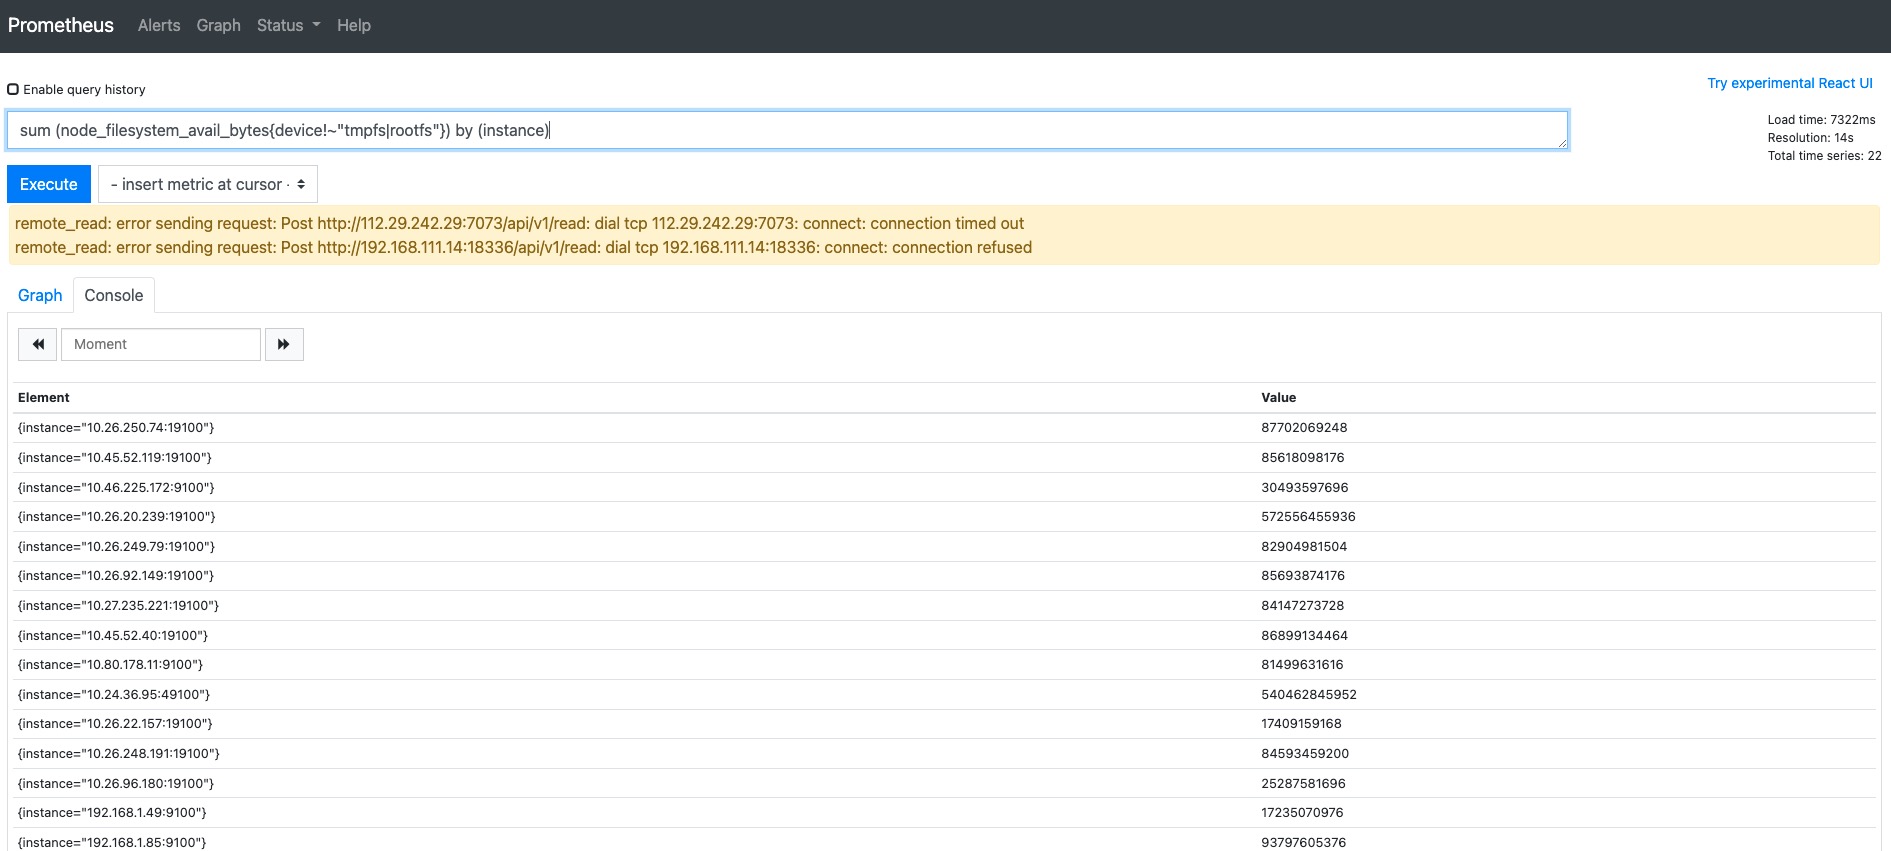 Prometheus Alerts Graph Status Help
Enable query history
Try experimental React UI
sum (node_filesystem_avail_bytes{device!~"tmpfs|rootfs"}) by (instance)
Load time: 7322ms
Resolution: 14s
Total time series: 22
Execute - insert metric at cursor -
remote_read: error sending request: Post http://112.29.242.29:7073/api/v1/read: dial tcp 112.29.242.29:7073: connect: connection timed out
remote_read: error sending request: Post http://192.168.111.14:18336/api/v1/read: dial tcp 192.168.111.14:18336: connect: connection refused
Graph Console
Moment
Element Value
{instance="10.26.250.74:19100"} 87702069248
{instance="10.45.52.119:19100"} 85618098176
{instance="10.46.225.172:9100"} 30493597696
{instance="10.26.20.239:19100"} 572556455936
{instance="10.26.249.79:19100"} 82904981504
{instance="10.26.92.149:19100"} 85693874176
{instance="10.27.235.221:19100"} 84147273728
{instance="10.45.52.40:19100"} 86899134464
{instance="10.80.178.11:9100"} 81499631616
{instance="10.24.36.95:49100"} 540462845952
{instance="10.26.22.157:19100"} 17409159168
{instance="10.26.248.191:19100"} 84593459200
{instance="10.26.96.180:19100"} 25287581696
{instance="192.168.1.49:9100"} 17235070976
{instance="192.168.1.85:9100"} 93797605376